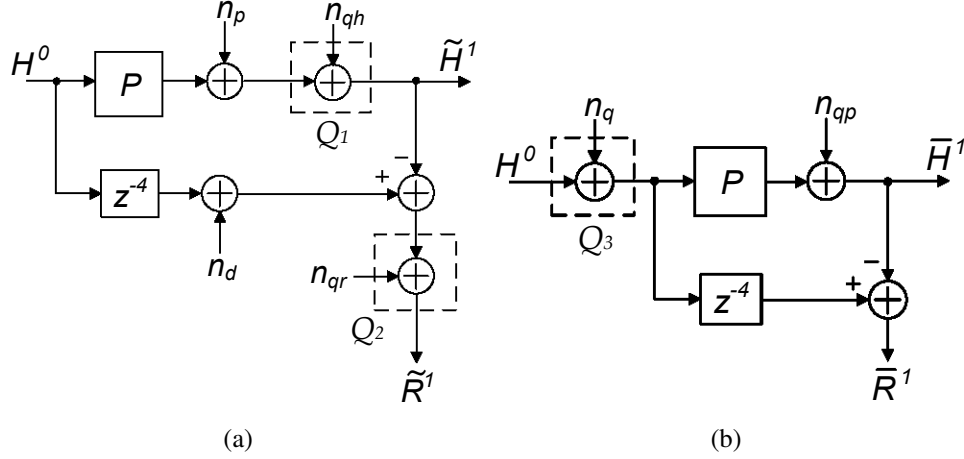 n_p
n_qh
H^0
P
H̃^1
Q_1
z^-4
n_d
−
+
n_qr
Q_2
R̃^1
(a)
n_q
n_qp
H^0
P
H̄^1
Q_3
z^-4
−
+
R̄^1
(b)